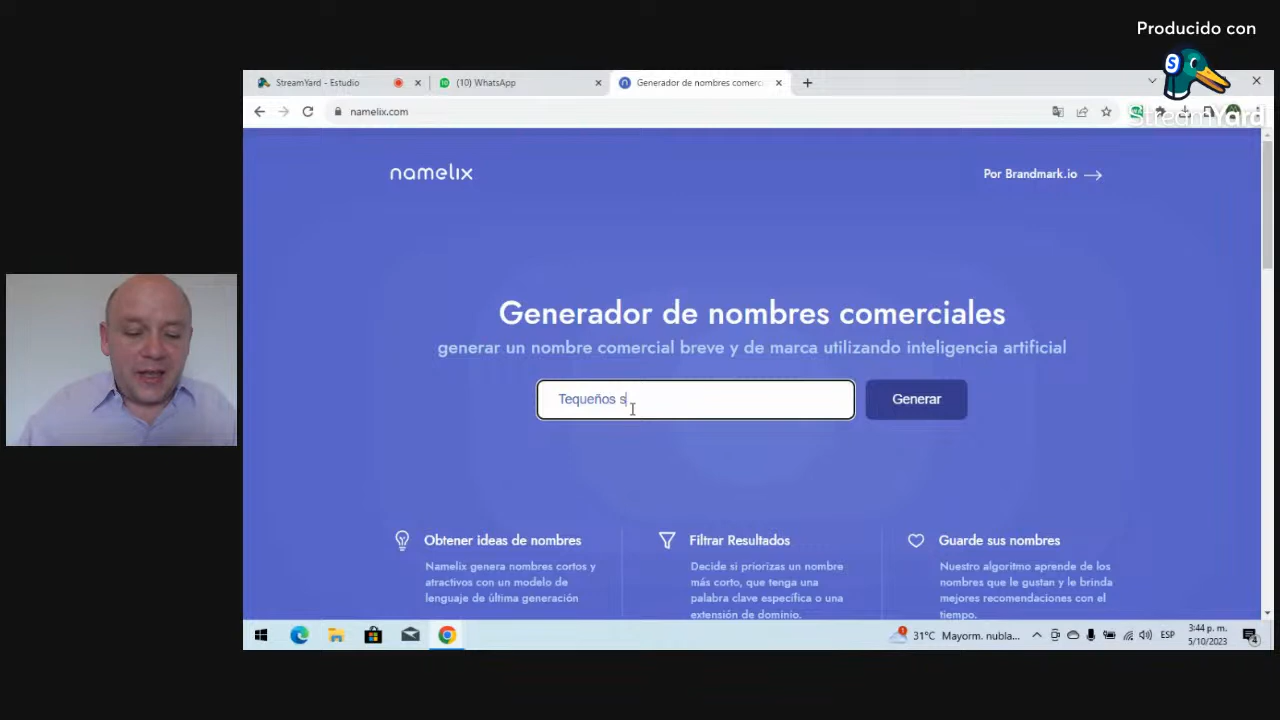 Producido con
StreamYard
StreamYard - Estudio
(10) WhatsApp
Generador de nombres comerc
namelix.com
namelix
Por Brandmark.io
Generador de nombres comerciales
generar un nombre comercial breve y de marca utilizando inteligencia artificial
Tequeños s
Generar
Obtener ideas de nombres
Namelix genera nombres cortos y
atractivos con un modelo de
lenguaje de última generación
Filtrar Resultados
Decide si priorizas un nombre
más corto, que tenga una
palabra clave específica o una
extensión de dominio.
Guarde sus nombres
Nuestro algoritmo aprende de los
nombres que le gustan y le brinda
mejores recomendaciones con el
tiempo.
31°C Mayorm. nubla...
ESP
3:44 p. m.
5/10/2023
4